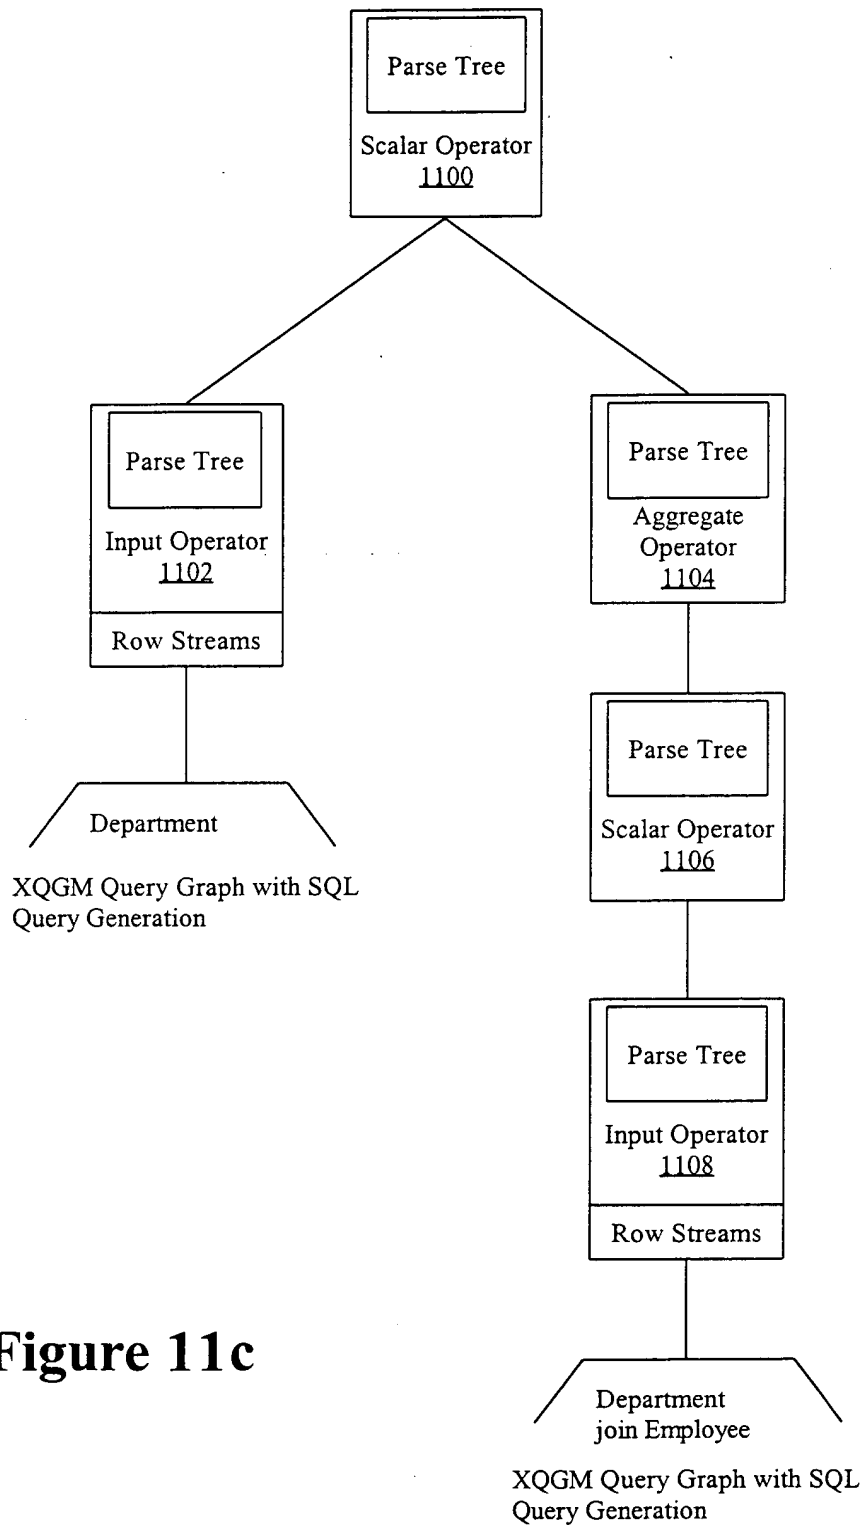 Parse Tree
Scalar Operator
1100
Parse Tree
Input Operator
1102
Row Streams
Department
XQGM Query Graph with SQL
Query Generation
Parse Tree
Aggregate
Operator
1104
Parse Tree
Scalar Operator
1106
Parse Tree
Input Operator
1108
Row Streams
Department
join Employee
XQGM Query Graph with SQL
Query Generation
Figure 11c